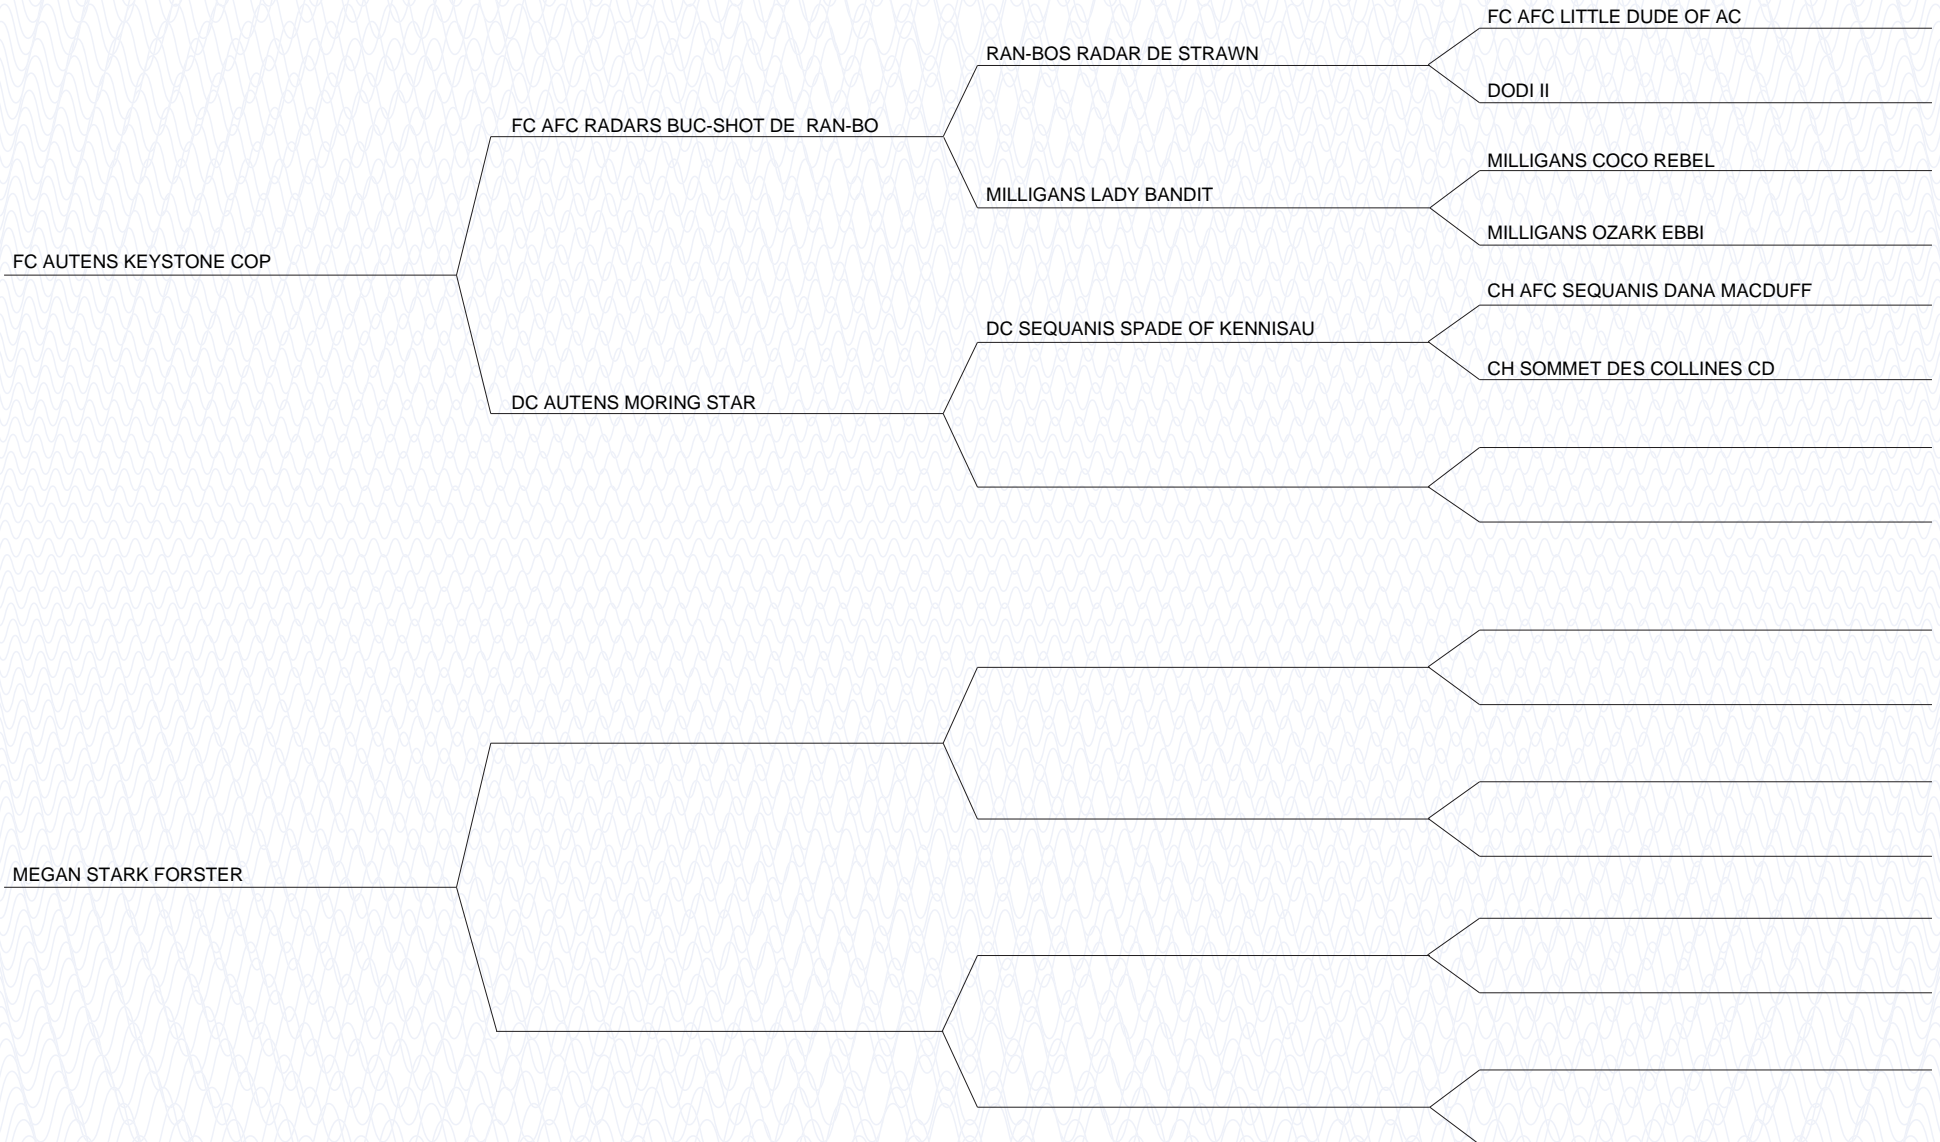 FC AFC LITTLE DUDE OF AC
RAN-BOS RADAR DE STRAWN
DODI II
FC AFC RADARS BUC-SHOT DE  RAN-BO
MILLIGANS COCO REBEL
MILLIGANS LADY BANDIT
MILLIGANS OZARK EBBI
FC AUTENS KEYSTONE COP
CH AFC SEQUANIS DANA MACDUFF
DC SEQUANIS SPADE OF KENNISAU
CH SOMMET DES COLLINES CD
DC AUTENS MORING STAR
MEGAN STARK FORSTER